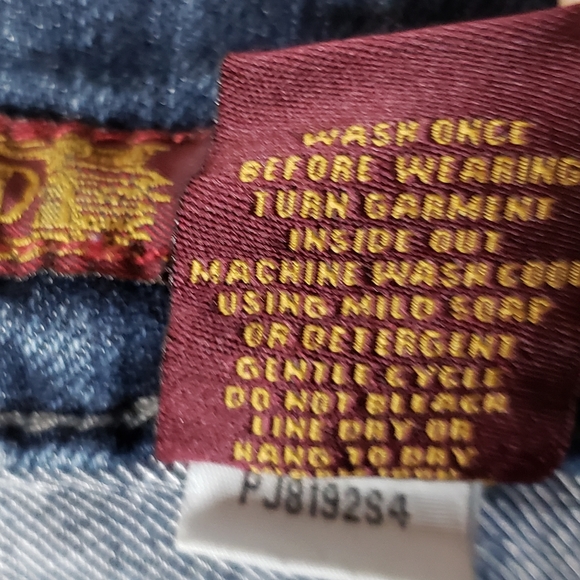 WASH ONCE
BEFORE WEARING
TURN GARMENT
INSIDE OUT
MACHINE WASH COOL
USING MILD SOAP
OR DETERGENT
GENTLE CYCLE
DO NOT BLEACH
LINE DRY OR
HANG TO DRY
PJ8192S4